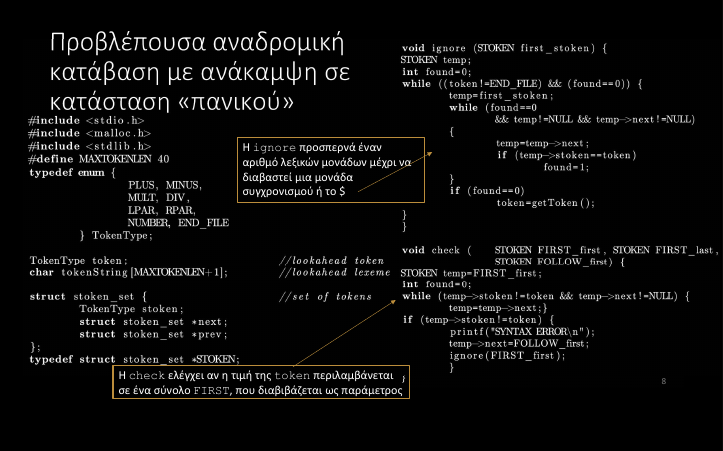 Προβλέπουσα αναδρομική
κατάβαση με ανάκαμψη σε
κατάσταση «πανικού»
#include <stdio.h>
#include <malloc.h>
#include <stdlib.h>
#define MAXTOKENLEN 40
typedef enum {
PLUS, MINUS,
MULT, DIV,
LPAR, RPAR,
NUMBER, END_FILE
} TokenType;
TokenType token; //lookahead token
char tokenString[MAXTOKENLEN+1]; //lookahead lexeme
struct stoken_set { //set of tokens
TokenType stoken;
struct stoken_set *next;
struct stoken_set *prev;
};
typedef struct stoken_set *STOKEN;
Η ignore προσπερνά έναν
αριθμό λεξικών μονάδων μέχρι να
διαβαστεί μια μονάδα
συγχρονισμού ή το $
void ignore (STOKEN first_stoken) {
STOKEN temp;
int found=0;
while ((token!=END_FILE) && (found==0)) {
temp=first_stoken;
while (found==0
&& temp!=NULL && temp->next!=NULL)
{
temp=temp->next;
if (temp->stoken==token)
found=1;
}
if (found==0)
token=getToken();
}
}
void check ( STOKEN FIRST_first, STOKEN FIRST_last,
STOKEN FOLLOW_first) {
STOKEN temp=FIRST_first;
int found=0;
while (temp->stoken!=token && temp->next!=NULL) {
temp=temp->next;}
if (temp->stoken!=token) {
printf("SYNTAX ERROR\n");
temp->next=FOLLOW_first;
ignore(FIRST_first);
}
}
Η check ελέγχει αν η τιμή της token περιλαμβάνεται
σε ένα σύνολο FIRST, που διαβιβάζεται ως παράμετρος
8